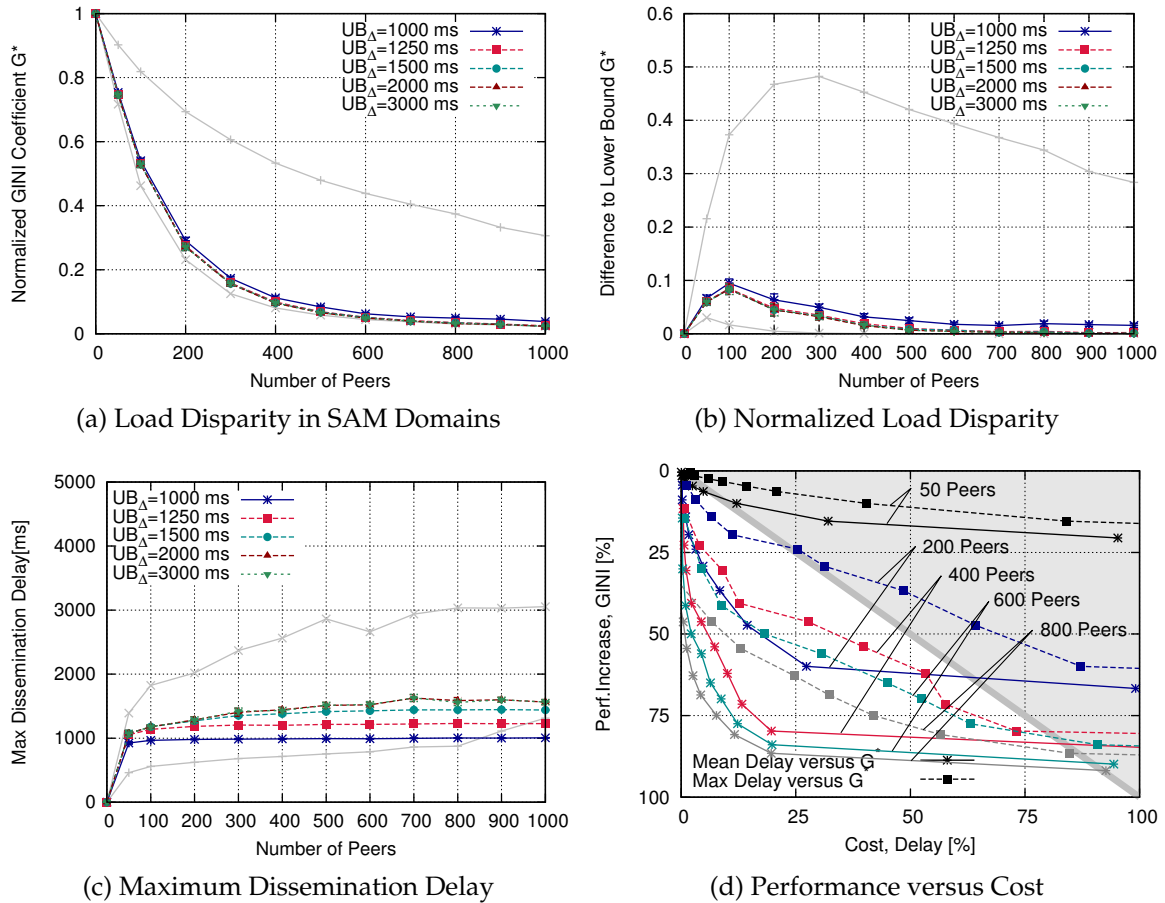 UB_Δ=1000 ms
UB_Δ=1250 ms
UB_Δ=1500 ms
UB_Δ=2000 ms
UB_Δ=3000 ms
Normalized GINI Coefficient G*
1
0.8
0.6
0.4
0.2
0
0 200 400 600 800 1000
Number of Peers
(a) Load Disparity in SAM Domains
UB_Δ=1000 ms
UB_Δ=1250 ms
UB_Δ=1500 ms
UB_Δ=2000 ms
UB_Δ=3000 ms
Difference to Lower Bound G*
0.6
0.5
0.4
0.3
0.2
0.1
0
0 100 200 300 400 500 600 700 800 900 1000
Number of Peers
(b) Normalized Load Disparity
UB_Δ=1000 ms
UB_Δ=1250 ms
UB_Δ=1500 ms
UB_Δ=2000 ms
UB_Δ=3000 ms
Max Dissemination Delay[ms]
5000
4000
3000
2000
1000
0
0 100 200 300 400 500 600 700 800 900 1000
Number of Peers
(c) Maximum Dissemination Delay
Perf.Increase, GINI [%]
0
25
50
75
100
50 Peers
200 Peers
400 Peers
600 Peers
800 Peers
Mean Delay versus G*
Max Delay versus G*
0 25 50 75 100
Cost, Delay [%]
(d) Performance versus Cost